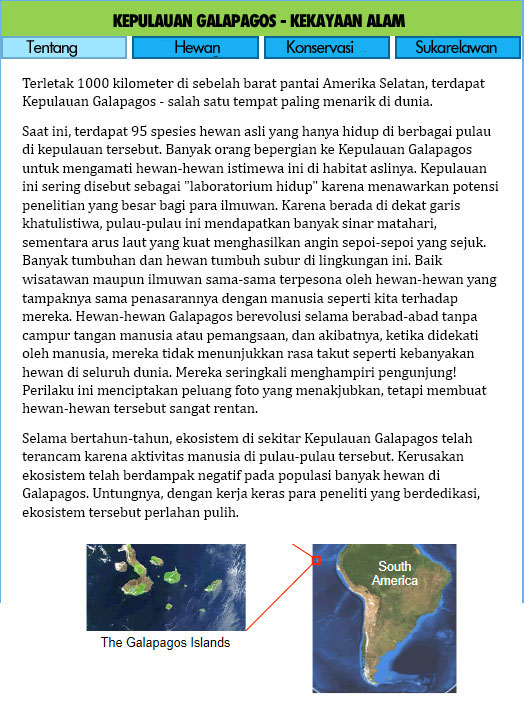 KEPULAUAN GALAPAGOS - KEKAYAAN ALAM
Tentang
Hewan
Konservasi
Sukarelawan
Terletak 1000 kilometer di sebelah barat pantai Amerika Selatan, terdapat
Kepulauan Galapagos - salah satu tempat paling menarik di dunia.
Saat ini, terdapat 95 spesies hewan asli yang hanya hidup di berbagai pulau
di kepulauan tersebut. Banyak orang bepergian ke Kepulauan Galapagos
untuk mengamati hewan-hewan istimewa ini di habitat aslinya. Kepulauan
ini sering disebut sebagai "laboratorium hidup" karena menawarkan potensi
penelitian yang besar bagi para ilmuwan. Karena berada di dekat garis
khatulistiwa, pulau-pulau ini mendapatkan banyak sinar matahari,
sementara arus laut yang kuat menghasilkan angin sepoi-sepoi yang sejuk.
Banyak tumbuhan dan hewan tumbuh subur di lingkungan ini. Baik
wisatawan maupun ilmuwan sama-sama terpesona oleh hewan-hewan yang
tampaknya sama penasarannya dengan manusia seperti kita terhadap
mereka. Hewan-hewan Galapagos berevolusi selama berabad-abad tanpa
campur tangan manusia atau pemangsaan, dan akibatnya, ketika didekati
oleh manusia, mereka tidak menunjukkan rasa takut seperti kebanyakan
hewan di seluruh dunia. Mereka seringkali menghampiri pengunjung!
Perilaku ini menciptakan peluang foto yang menakjubkan, tetapi membuat
hewan-hewan tersebut sangat rentan.
Selama bertahun-tahun, ekosistem di sekitar Kepulauan Galapagos telah
terancam karena aktivitas manusia di pulau-pulau tersebut. Kerusakan
ekosistem telah berdampak negatif pada populasi banyak hewan di
Galapagos. Untungnya, dengan kerja keras para peneliti yang berdedikasi,
ekosistem tersebut perlahan pulih.
South
America
The Galapagos Islands